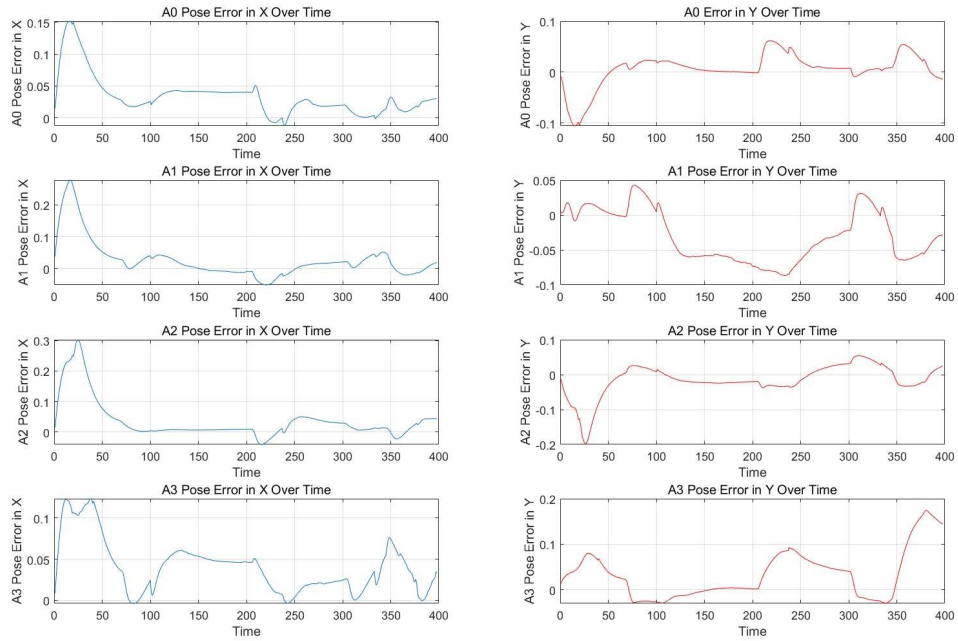 A0 Pose Error in X Over Time
A0 Pose Error in X
0.15
0.1
0.05
0
0 50 100 150 200 250 300 350 400
Time
A0 Error in Y Over Time
A0 Pose Error in Y
0.1
0
-0.1
0 50 100 150 200 250 300 350 400
Time
A1 Pose Error in X Over Time
A1 Pose Error in X
0.2
0.1
0
0 50 100 150 200 250 300 350 400
Time
A1 Pose Error in Y Over Time
A1 Pose Error in Y
0.05
0
-0.05
-0.1
0 50 100 150 200 250 300 350 400
Time
A2 Pose Error in X Over Time
A2 Pose Error in X
0.3
0.2
0.1
0
0 50 100 150 200 250 300 350 400
Time
A2 Pose Error in Y Over Time
A2 Pose Error in Y
0.1
0
-0.1
-0.2
0 50 100 150 200 250 300 350 400
Time
A3 Pose Error in X Over Time
A3 Pose Error in X
0.1
0.05
0
0 50 100 150 200 250 300 350 400
Time
A3 Pose Error in Y Over Time
A3 Pose Error in Y
0.2
0.1
0
0 50 100 150 200 250 300 350 400
Time